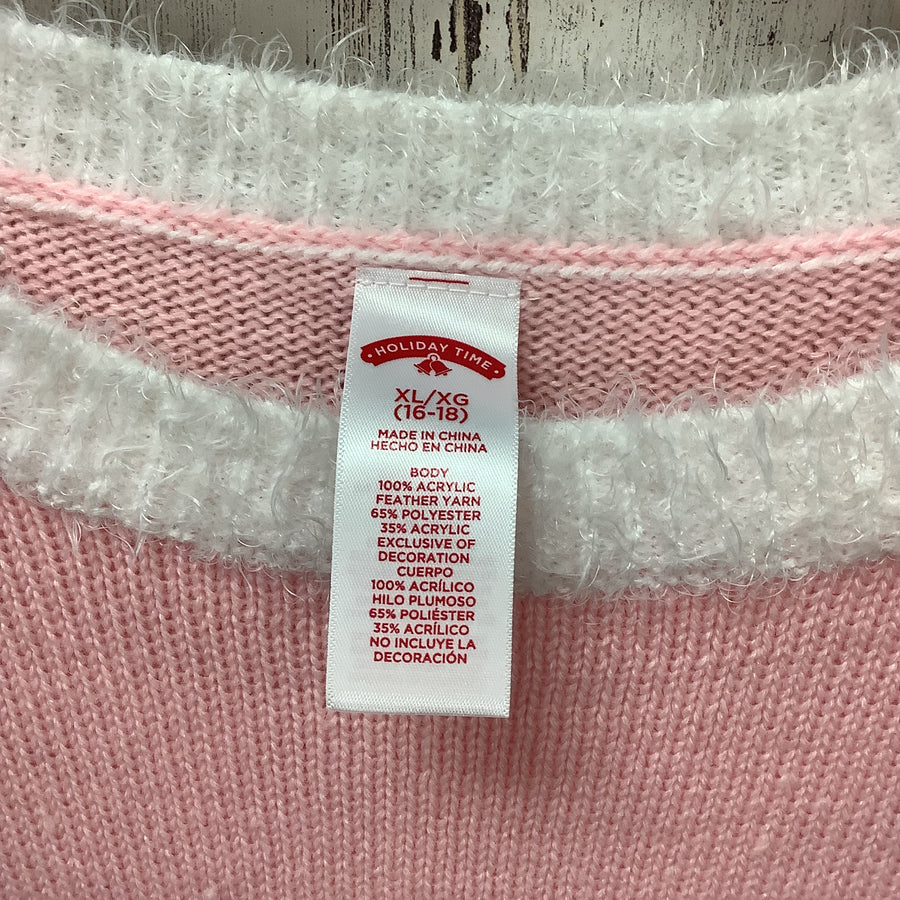 • HOLIDAY TIME •
XL/XG
(16-18)
MADE IN CHINA
HECHO EN CHINA
BODY
100% ACRYLIC
FEATHER YARN
65% POLYESTER
35% ACRYLIC
EXCLUSIVE OF
DECORATION
CUERPO
100% ACRÍLICO
HILO PLUMOSO
65% POLIÉSTER
35% ACRÍLICO
NO INCLUYE LA
DECORACIÓN